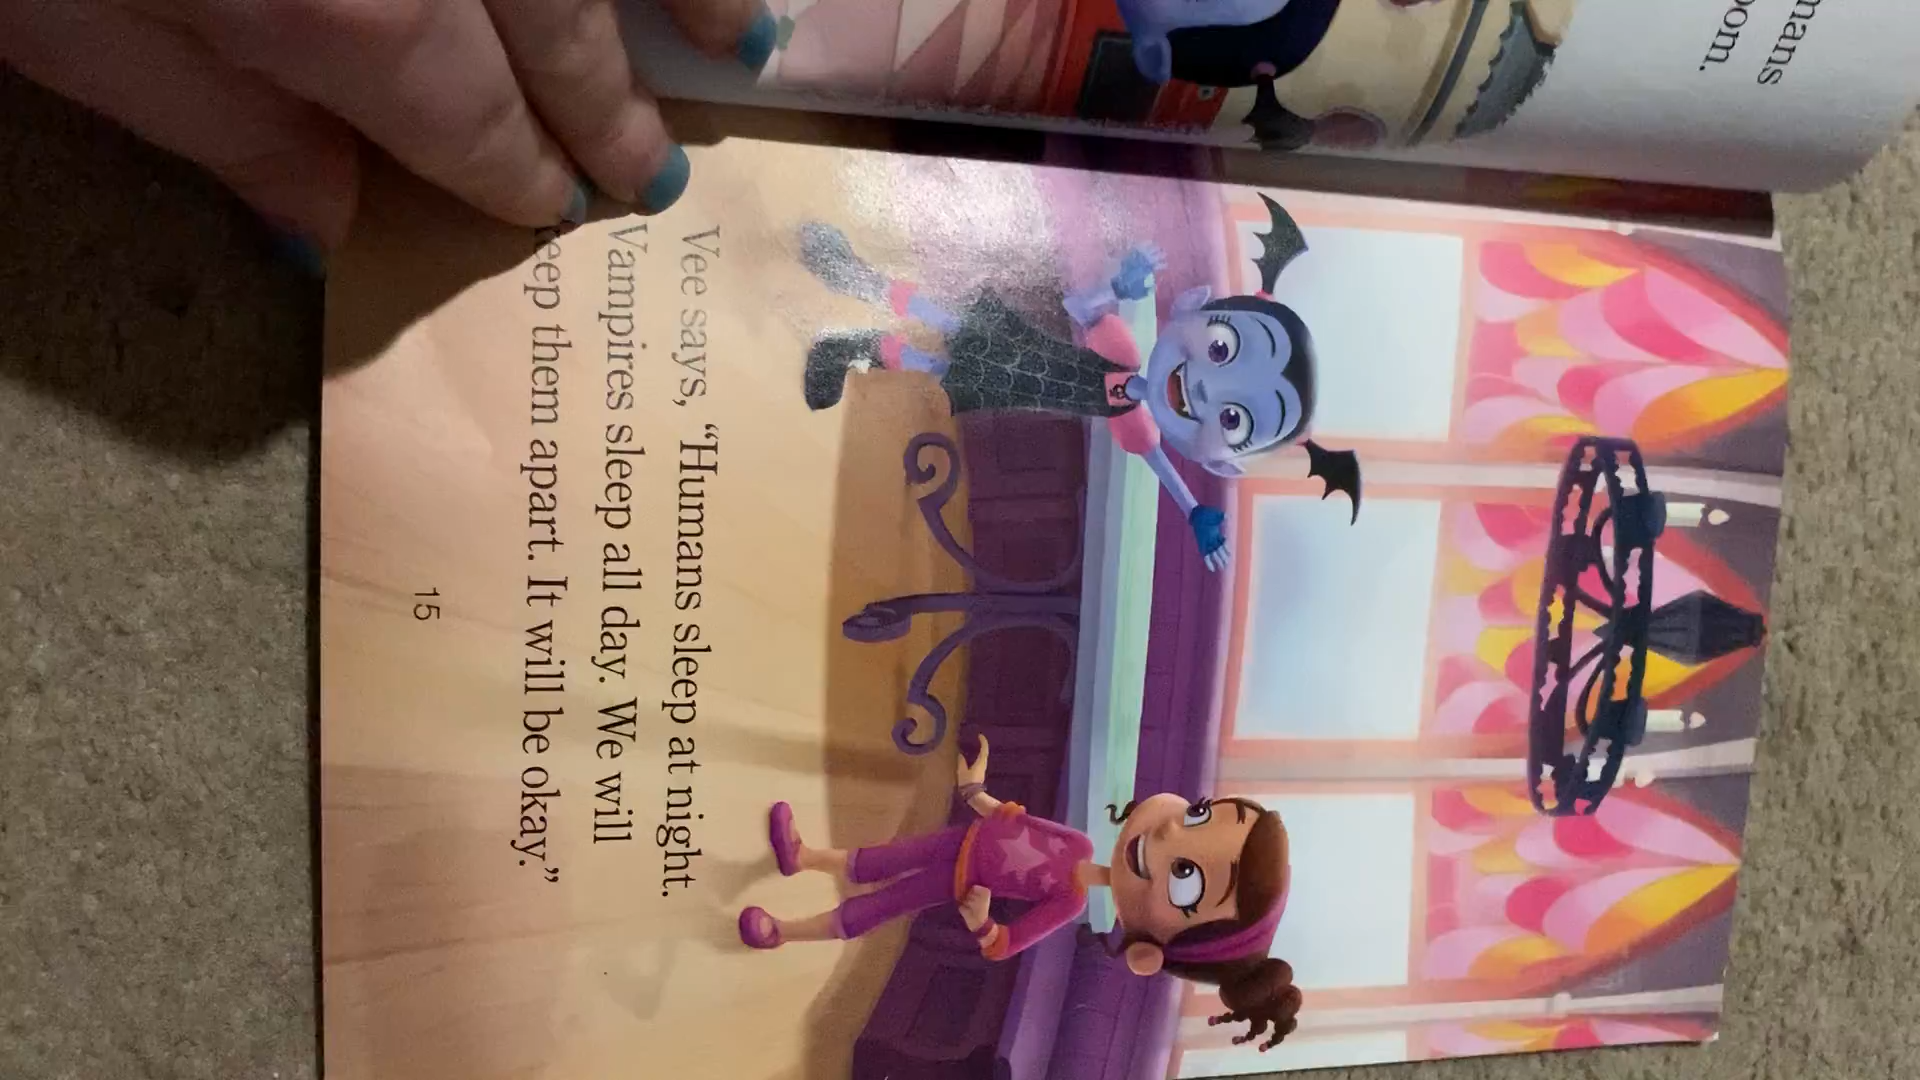 mans
oom.
Vee says, “Humans sleep at night.
Vampires sleep all day. We will
eep them apart. It will be okay.”
15